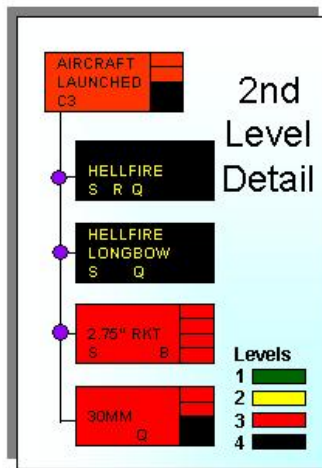 AIRCRAFT
LAUNCHED
C3
2nd
Level
Detail
HELLFIRE
S R Q
HELLFIRE
LONGBOW
S Q
2.75" RKT
S B
30MM
Q
Levels
1
2
3
4